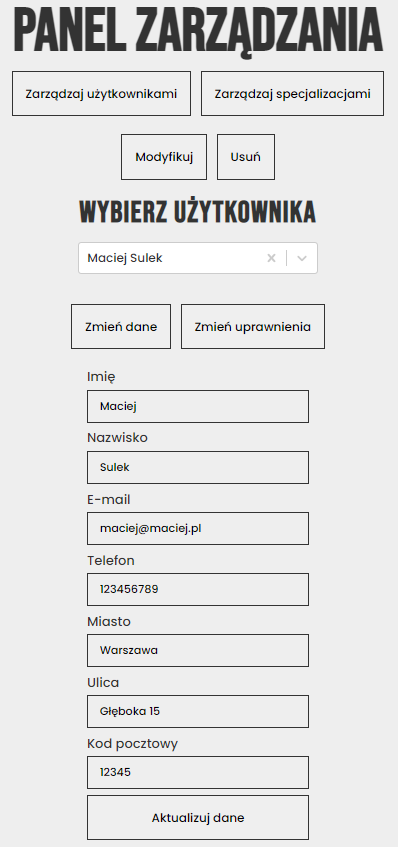 PANEL ZARZĄDZANIA
Zarządzaj użytkownikami Zarządzaj specjalizacjami
Modyfikuj Usuń
WYBIERZ UŻYTKOWNIKA
Maciej Sulek
Zmień dane Zmień uprawnienia
Imię
Maciej
Nazwisko
Sulek
E-mail
maciej@maciej.pl
Telefon
123456789
Miasto
Warszawa
Ulica
Głęboka 15
Kod pocztowy
12345
Aktualizuj dane